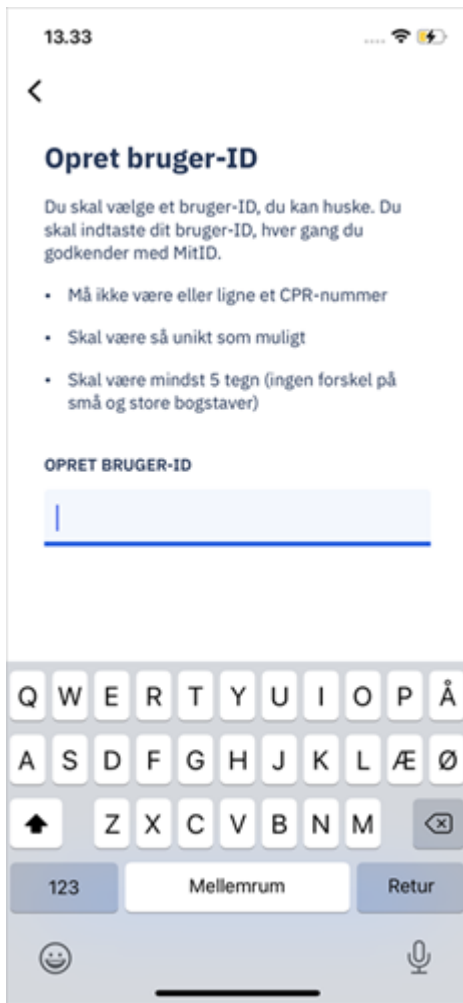 13.33
Opret bruger-ID
Du skal vælge et bruger-ID, du kan huske. Du
skal indtaste dit bruger-ID, hver gang du
godkender med MitID.
• Må ikke være eller ligne et CPR-nummer
• Skal være så unikt som muligt
• Skal være mindst 5 tegn (ingen forskel på
små og store bogstaver)
OPRET BRUGER-ID
Q W E R T Y U I O P Å
A S D F G H J K L Æ Ø
Z X C V B N M
123 Mellemrum Retur